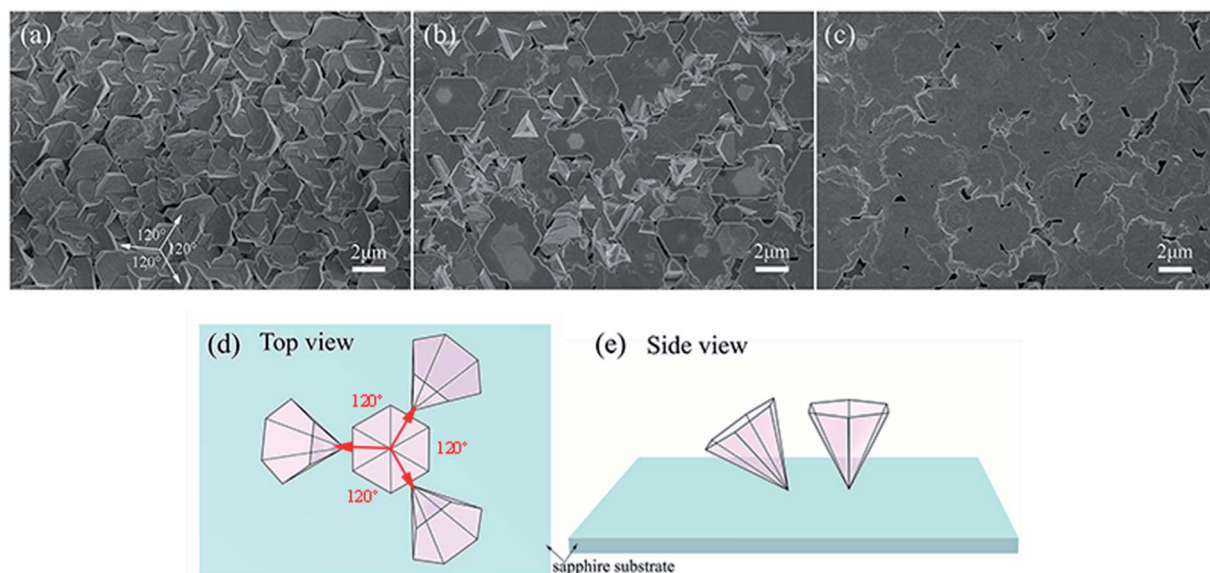 (a)
120°
120°
120°
2μm
(b)
2μm
(c)
2μm
(d) Top view
120°
120°
120°
(e) Side view
sapphire substrate